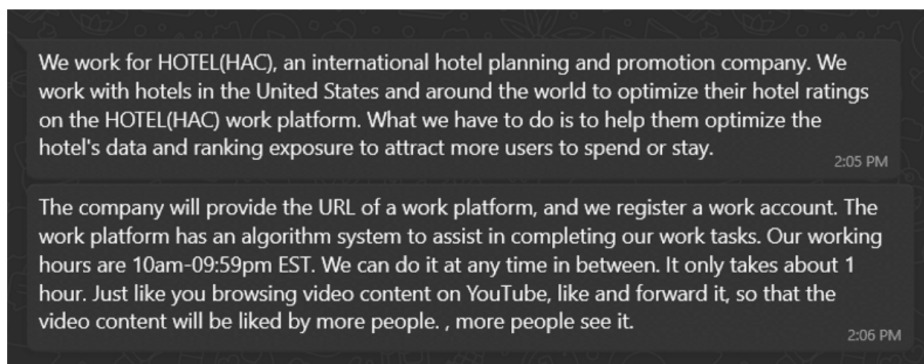 We work for HOTEL(HAC), an international hotel planning and promotion company. We
work with hotels in the United States and around the world to optimize their hotel ratings
on the HOTEL(HAC) work platform. What we have to do is to help them optimize the
hotel's data and ranking exposure to attract more users to spend or stay.
2:05 PM
The company will provide the URL of a work platform, and we register a work account. The
work platform has an algorithm system to assist in completing our work tasks. Our working
hours are 10am-09:59pm EST. We can do it at any time in between. It only takes about 1
hour. Just like you browsing video content on YouTube, like and forward it, so that the
video content will be liked by more people. , more people see it.
2:06 PM